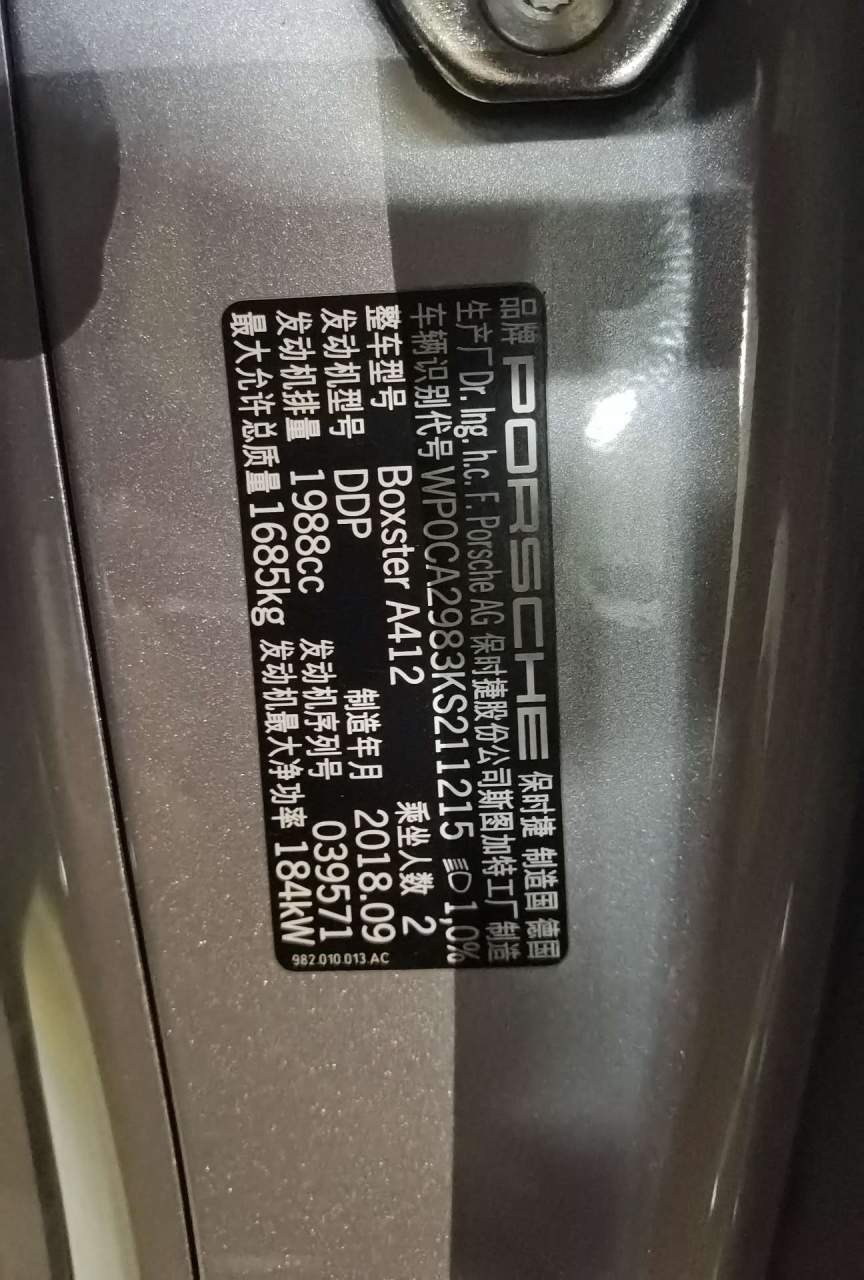 品牌 PORSCHE 保时捷 制造国 德国
生产厂 Dr. Ing. h.c. F. Porsche AG 保时捷股份公司斯图加特工厂 制造
车辆识别代号 WP0CA2983KS211215 1,0%
整车型号 Boxster A412 乘坐人数 2
发动机型号 DDP 制造年月 2018.09
发动机排量 1988cc 发动机序列号 039571
最大允许总质量 1685kg 发动机最大净功率 184kW
982.010.013.AC